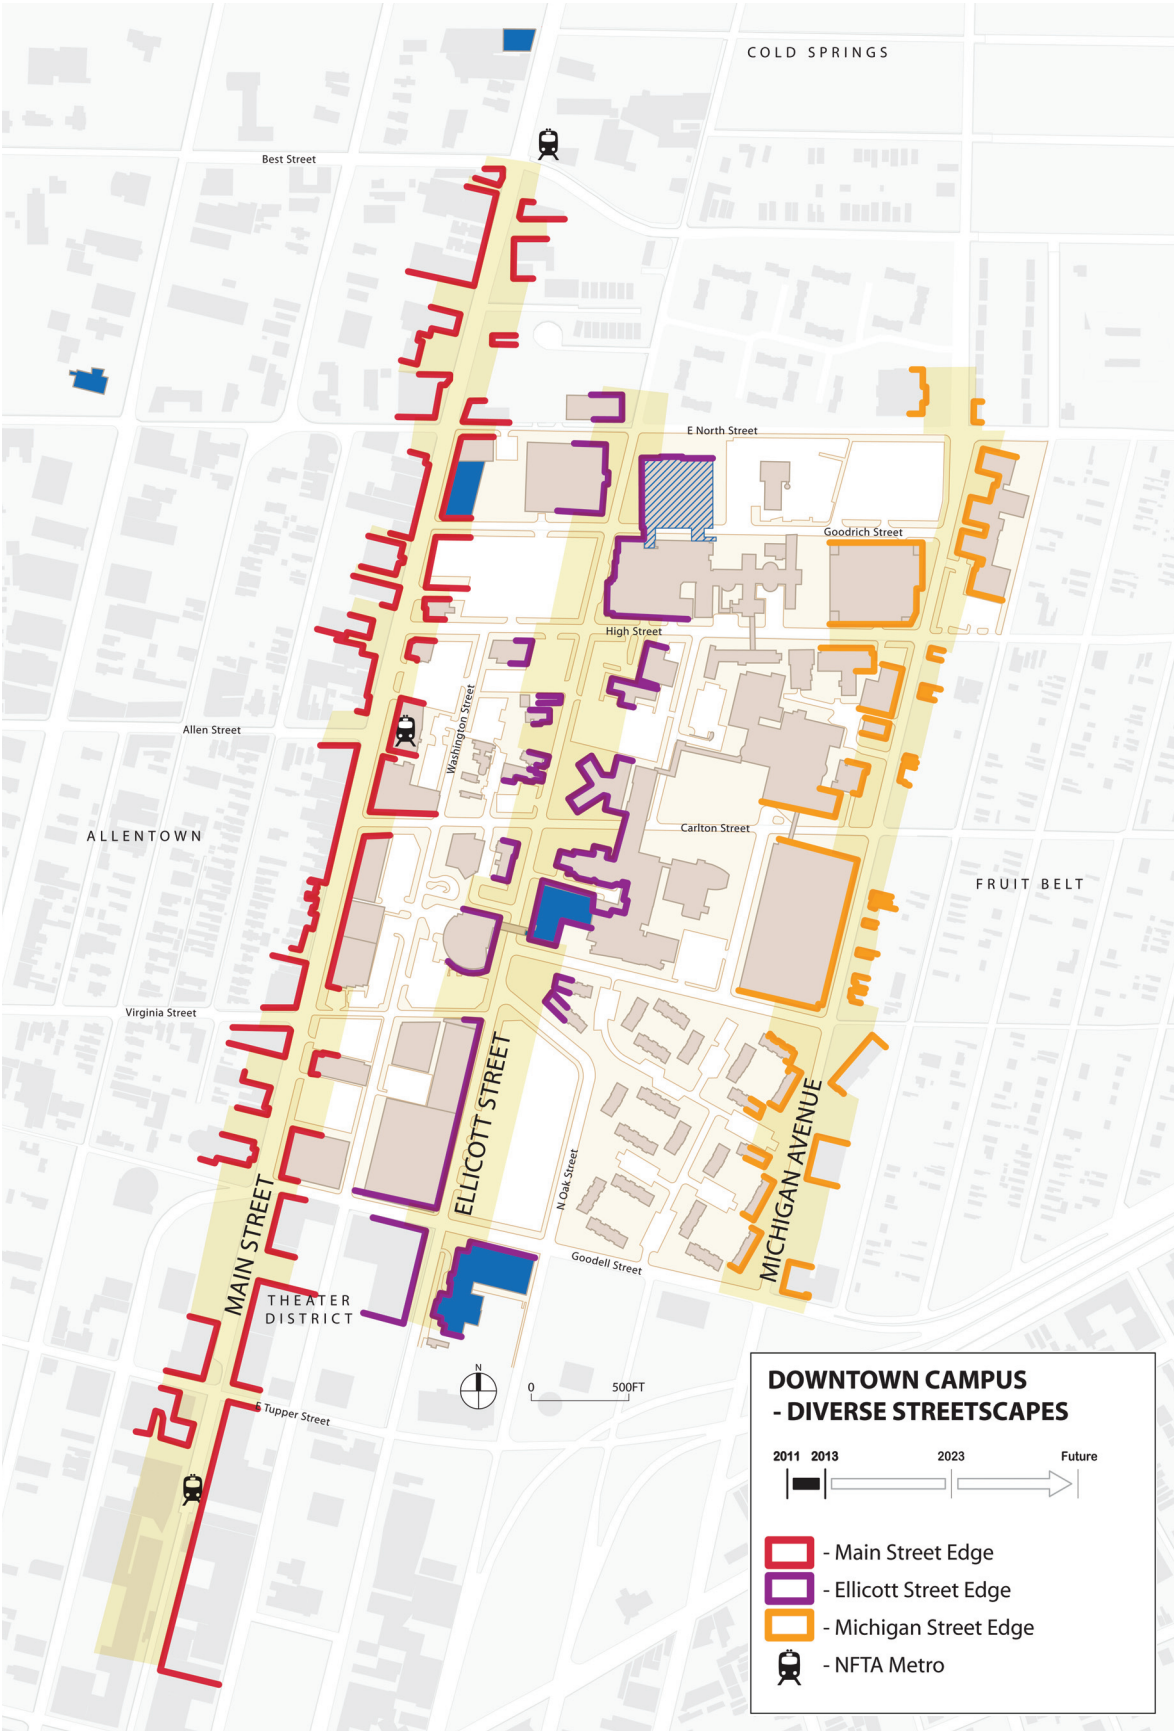 COLD SPRINGS
Best Street
E North Street
Goodrich Street
High Street
Washington Street
Allen Street
ALLENTOWN
Carlton Street
FRUIT BELT
Virginia Street
ELLICOTT STREET
MICHIGAN AVENUE
N Oak Street
MAIN STREET
Goodell Street
THEATER
DISTRICT
N
0 500FT
E Tupper Street
DOWNTOWN CAMPUS
- DIVERSE STREETSCAPES
2011 2013 2023 Future
- Main Street Edge
- Ellicott Street Edge
- Michigan Street Edge
- NFTA Metro